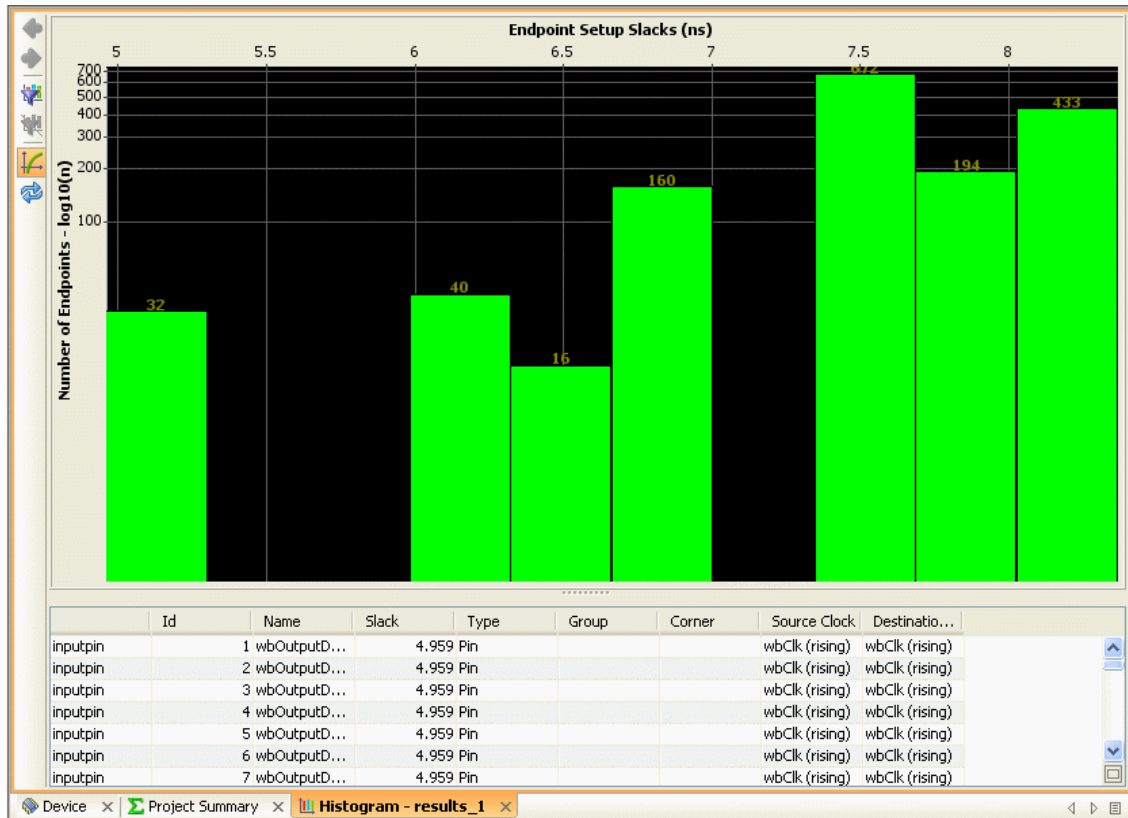 Endpoint Setup Slacks (ns)
5 5.5 6 6.5 7 7.5 8
Number of Endpoints - log10(n)
700
600
500
400
300
200
100
32
40
16
160
672
194
433
Id Name Slack Type Group Corner Source Clock Destinatio...
inputpin 1 wbOutputD... 4.959 Pin wbClk (rising) wbClk (rising)
inputpin 2 wbOutputD... 4.959 Pin wbClk (rising) wbClk (rising)
inputpin 3 wbOutputD... 4.959 Pin wbClk (rising) wbClk (rising)
inputpin 4 wbOutputD... 4.959 Pin wbClk (rising) wbClk (rising)
inputpin 5 wbOutputD... 4.959 Pin wbClk (rising) wbClk (rising)
inputpin 6 wbOutputD... 4.959 Pin wbClk (rising) wbClk (rising)
inputpin 7 wbOutputD... 4.959 Pin wbClk (rising) wbClk (rising)
Device Project Summary Histogram - results_1